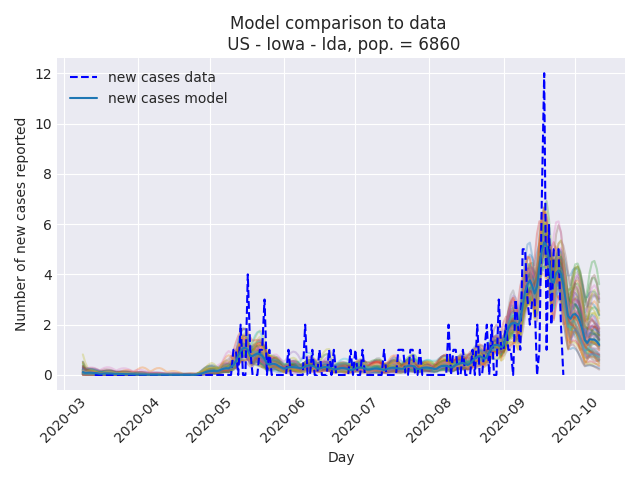 Model comparison to data
US - Iowa - Ida, pop. = 6860
new cases data
new cases model
Number of new cases reported
12
10
8
6
4
2
0
2020-03
2020-04
2020-05
2020-06
2020-07
2020-08
2020-09
2020-10
Day